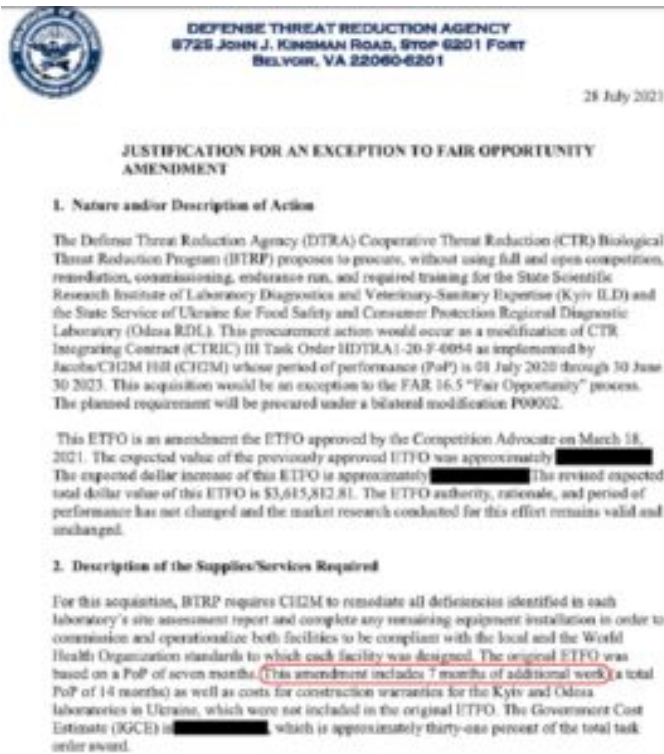 DEFENSE THREAT REDUCTION AGENCY
8725 JOHN J. KINGMAN ROAD, STOP 6201 FORT
BELVOIR, VA 22060-6201
28 July 2021
JUSTIFICATION FOR AN EXCEPTION TO FAIR OPPORTUNITY
AMENDMENT
1. Nature and/or Description of Action
The Defense Threat Reduction Agency (DTRA) Cooperative Threat Reduction (CTR) Biological
Threat Reduction Program (BTRP) proposes to procure, without using full and open competition,
remediation, commissioning, endurance run, and required training for the State Scientific
Research Institute of Laboratory Diagnostics and Veterinary-Sanitary Expertise (Kyiv ILD) and
the State Service of Ukraine for Food Safety and Consumer Protection Regional Diagnostic
Laboratory (Odesa RDL). This procurement action would occur as a modification of CTR
Integrating Contract (CTRIC) III Task Order HDTRA1-20-F-0054 as implemented by
Jacobs/CH2M Hill (CH2M) whose period of performance (PoP) is 01 July 2020 through 30 June
30 2023. This acquisition would be an exception to the FAR 16.5 “Fair Opportunity” process.
The planned requirement will be procured under a bilateral modification P00002.
This ETFO is an amendment the ETFO approved by the Competition Advocate on March 18,
2021. The expected value of the previously approved ETFO was approximately
The expected dollar increase of this ETFO is approximately The revised expected
total dollar value of this ETFO is $3,615,812.81. The ETFO authority, rationale, and period of
performance has not changed and the market research conducted for this effort remains valid and
unchanged.
2. Description of the Supplies/Services Required
For this acquisition, BTRP requires CH2M to remediate all deficiencies identified in each
laboratory's site assessment report and complete any remaining equipment installation in order to
commission and operationalize both facilities to be compliant with the local and the World
Health Organization standards to which each facility was designed. The original ETFO was
based on a PoP of seven months. This amendment includes 7 months of additional work (a total
PoP of 14 months) as well as costs for construction warranties for the Kyiv and Odesa
laboratories in Ukraine, which were not included in the original ETFO. The Government Cost
Estimate (IGCE) is , which is approximately thirty-one percent of the total task
order award.